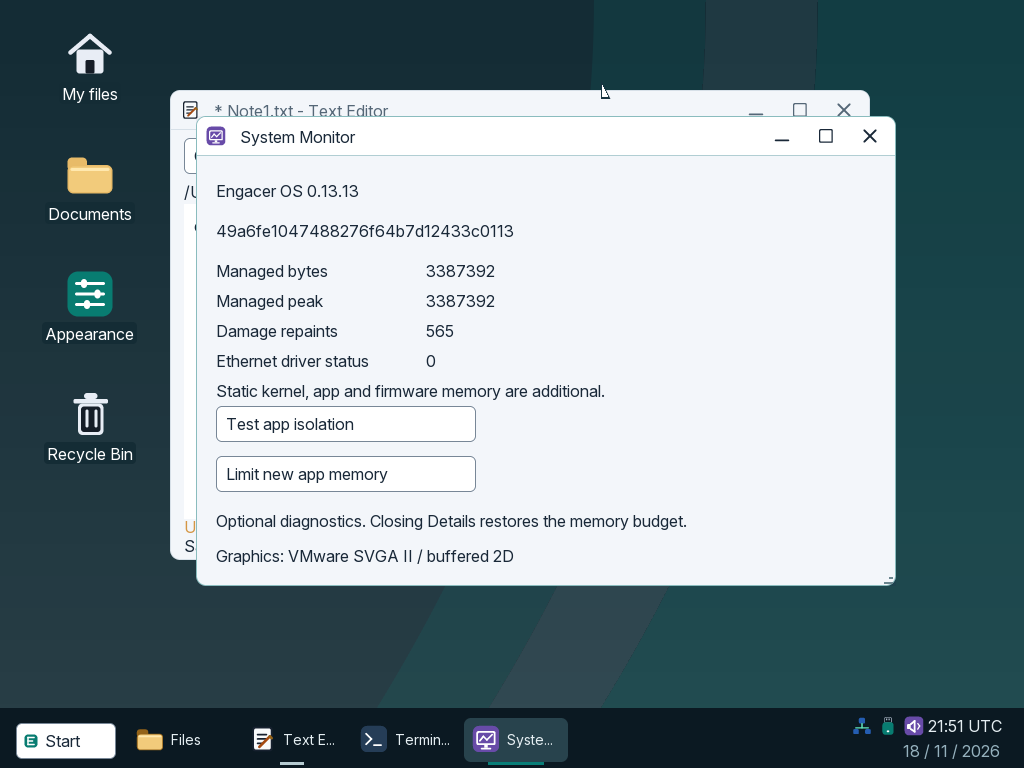 My files
Documents
Appearance
Recycle Bin
* Note1.txt - Text Editor
/U
U
S
System Monitor
Engacer OS 0.13.13
49a6fe1047488276f64b7d12433c0113
Managed bytes 3387392
Managed peak 3387392
Damage repaints 565
Ethernet driver status 0
Static kernel, app and firmware memory are additional.
Test app isolation
Limit new app memory
Optional diagnostics. Closing Details restores the memory budget.
Graphics: VMware SVGA II / buffered 2D
Start
Files
Text E...
Termin...
Syste...
21:51 UTC
18 / 11 / 2026